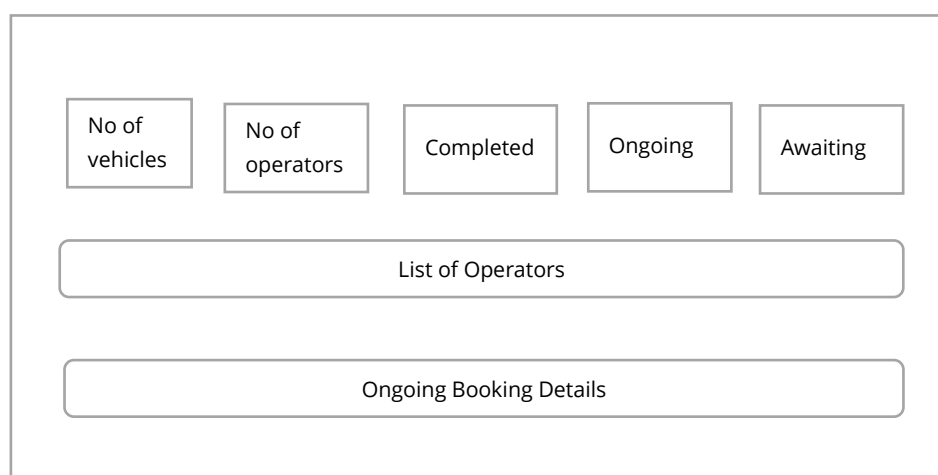 No of
vehicles
No of
operators
Completed
Ongoing
Awaiting
List of Operators
Ongoing Booking Details